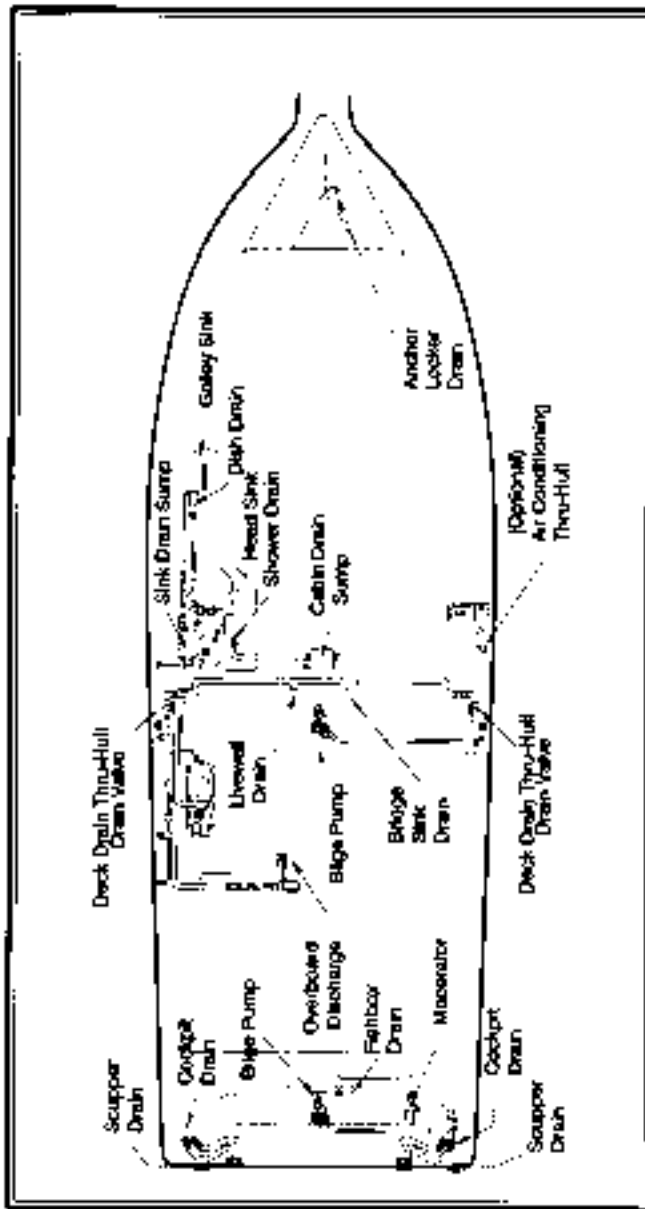 Galley Sink
Dish Drain
Sink Drain Sump
Head Sink
Shower Drain
Cabin Drain
Sump
Anchor
Locker
Drain
(Optional)
Air Conditioning
Thru-Hull
Deck Drain Thru-Hull
Drain Valve
Livewell
Drain
Bilge Pump
Bridge
Sink
Drain
Deck Drain Thru-Hull
Drain Valve
Overboard
Discharge
Fishbox
Drain
Macerator
Bilge Pump
Cockpit
Drain
Cockpit
Drain
Scupper
Drain
Scupper
Drain